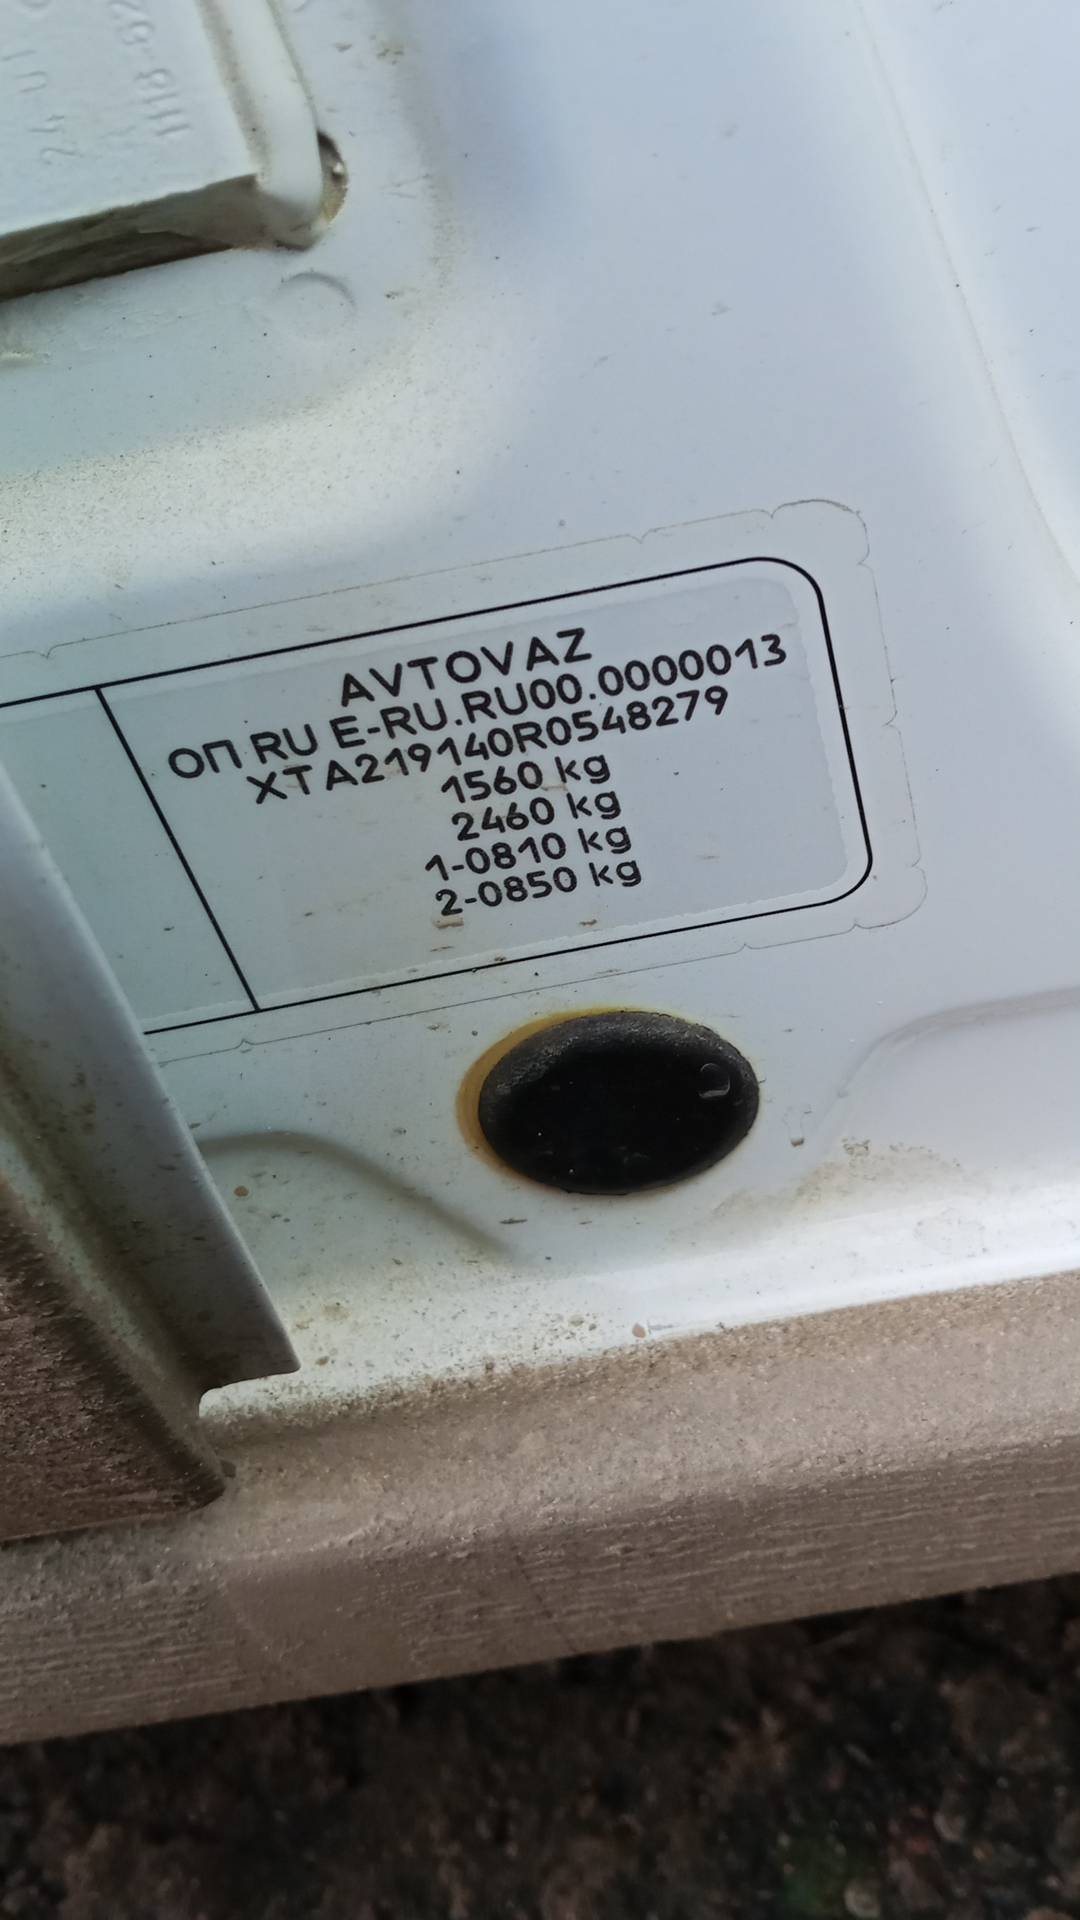 AVTOVAZ
ОП RU E-RU.RU00.0000013
XTA219140R0548279
1560 kg
2460 kg
1-0810 kg
2-0850 kg